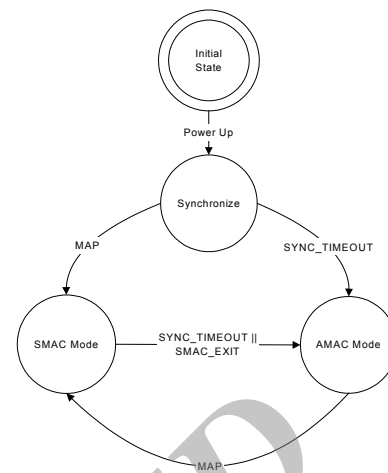 Initial
State
Power Up
Synchronize
MAP
SYNC_TIMEOUT
SMAC Mode
SYNC_TIMEOUT ||
SMAC_EXIT
AMAC Mode
MAP